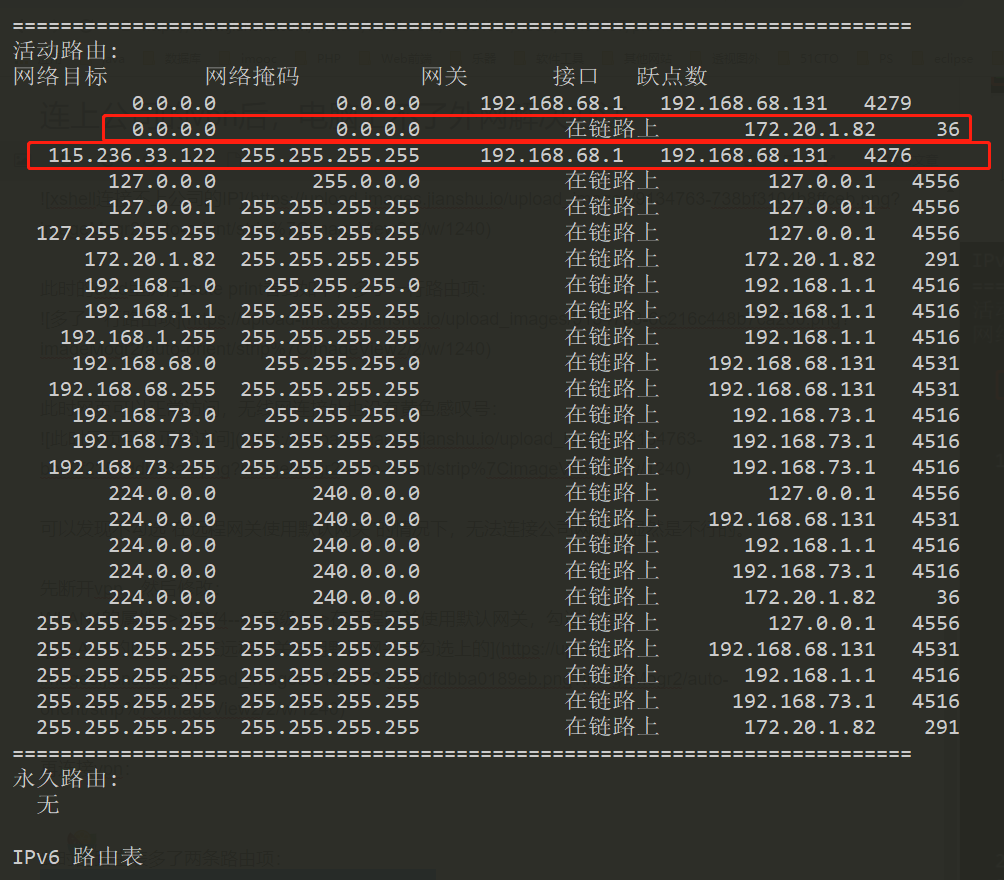 ===========================================================================
活动路由:
网络目标 网络掩码 网关 接口 跃点数
0.0.0.0 0.0.0.0 192.168.68.1 192.168.68.131 4279
0.0.0.0 0.0.0.0 在链路上 172.20.1.82 36
115.236.33.122 255.255.255.255 192.168.68.1 192.168.68.131 4276
127.0.0.0 255.0.0.0 在链路上 127.0.0.1 4556
127.0.0.1 255.255.255.255 在链路上 127.0.0.1 4556
127.255.255.255 255.255.255.255 在链路上 127.0.0.1 4556
172.20.1.82 255.255.255.255 在链路上 172.20.1.82 291
192.168.1.0 255.255.255.0 在链路上 192.168.1.1 4516
192.168.1.1 255.255.255.255 在链路上 192.168.1.1 4516
192.168.1.255 255.255.255.255 在链路上 192.168.1.1 4516
192.168.68.0 255.255.255.0 在链路上 192.168.68.131 4531
192.168.68.255 255.255.255.255 在链路上 192.168.68.131 4531
192.168.73.0 255.255.255.0 在链路上 192.168.73.1 4516
192.168.73.1 255.255.255.255 在链路上 192.168.73.1 4516
192.168.73.255 255.255.255.255 在链路上 192.168.73.1 4516
224.0.0.0 240.0.0.0 在链路上 127.0.0.1 4556
224.0.0.0 240.0.0.0 在链路上 192.168.68.131 4531
224.0.0.0 240.0.0.0 在链路上 192.168.1.1 4516
224.0.0.0 240.0.0.0 在链路上 192.168.73.1 4516
224.0.0.0 240.0.0.0 在链路上 172.20.1.82 36
255.255.255.255 255.255.255.255 在链路上 127.0.0.1 4556
255.255.255.255 255.255.255.255 在链路上 192.168.68.131 4531
255.255.255.255 255.255.255.255 在链路上 192.168.1.1 4516
255.255.255.255 255.255.255.255 在链路上 192.168.73.1 4516
255.255.255.255 255.255.255.255 在链路上 172.20.1.82 291
===========================================================================
永久路由:
无
IPv6 路由表